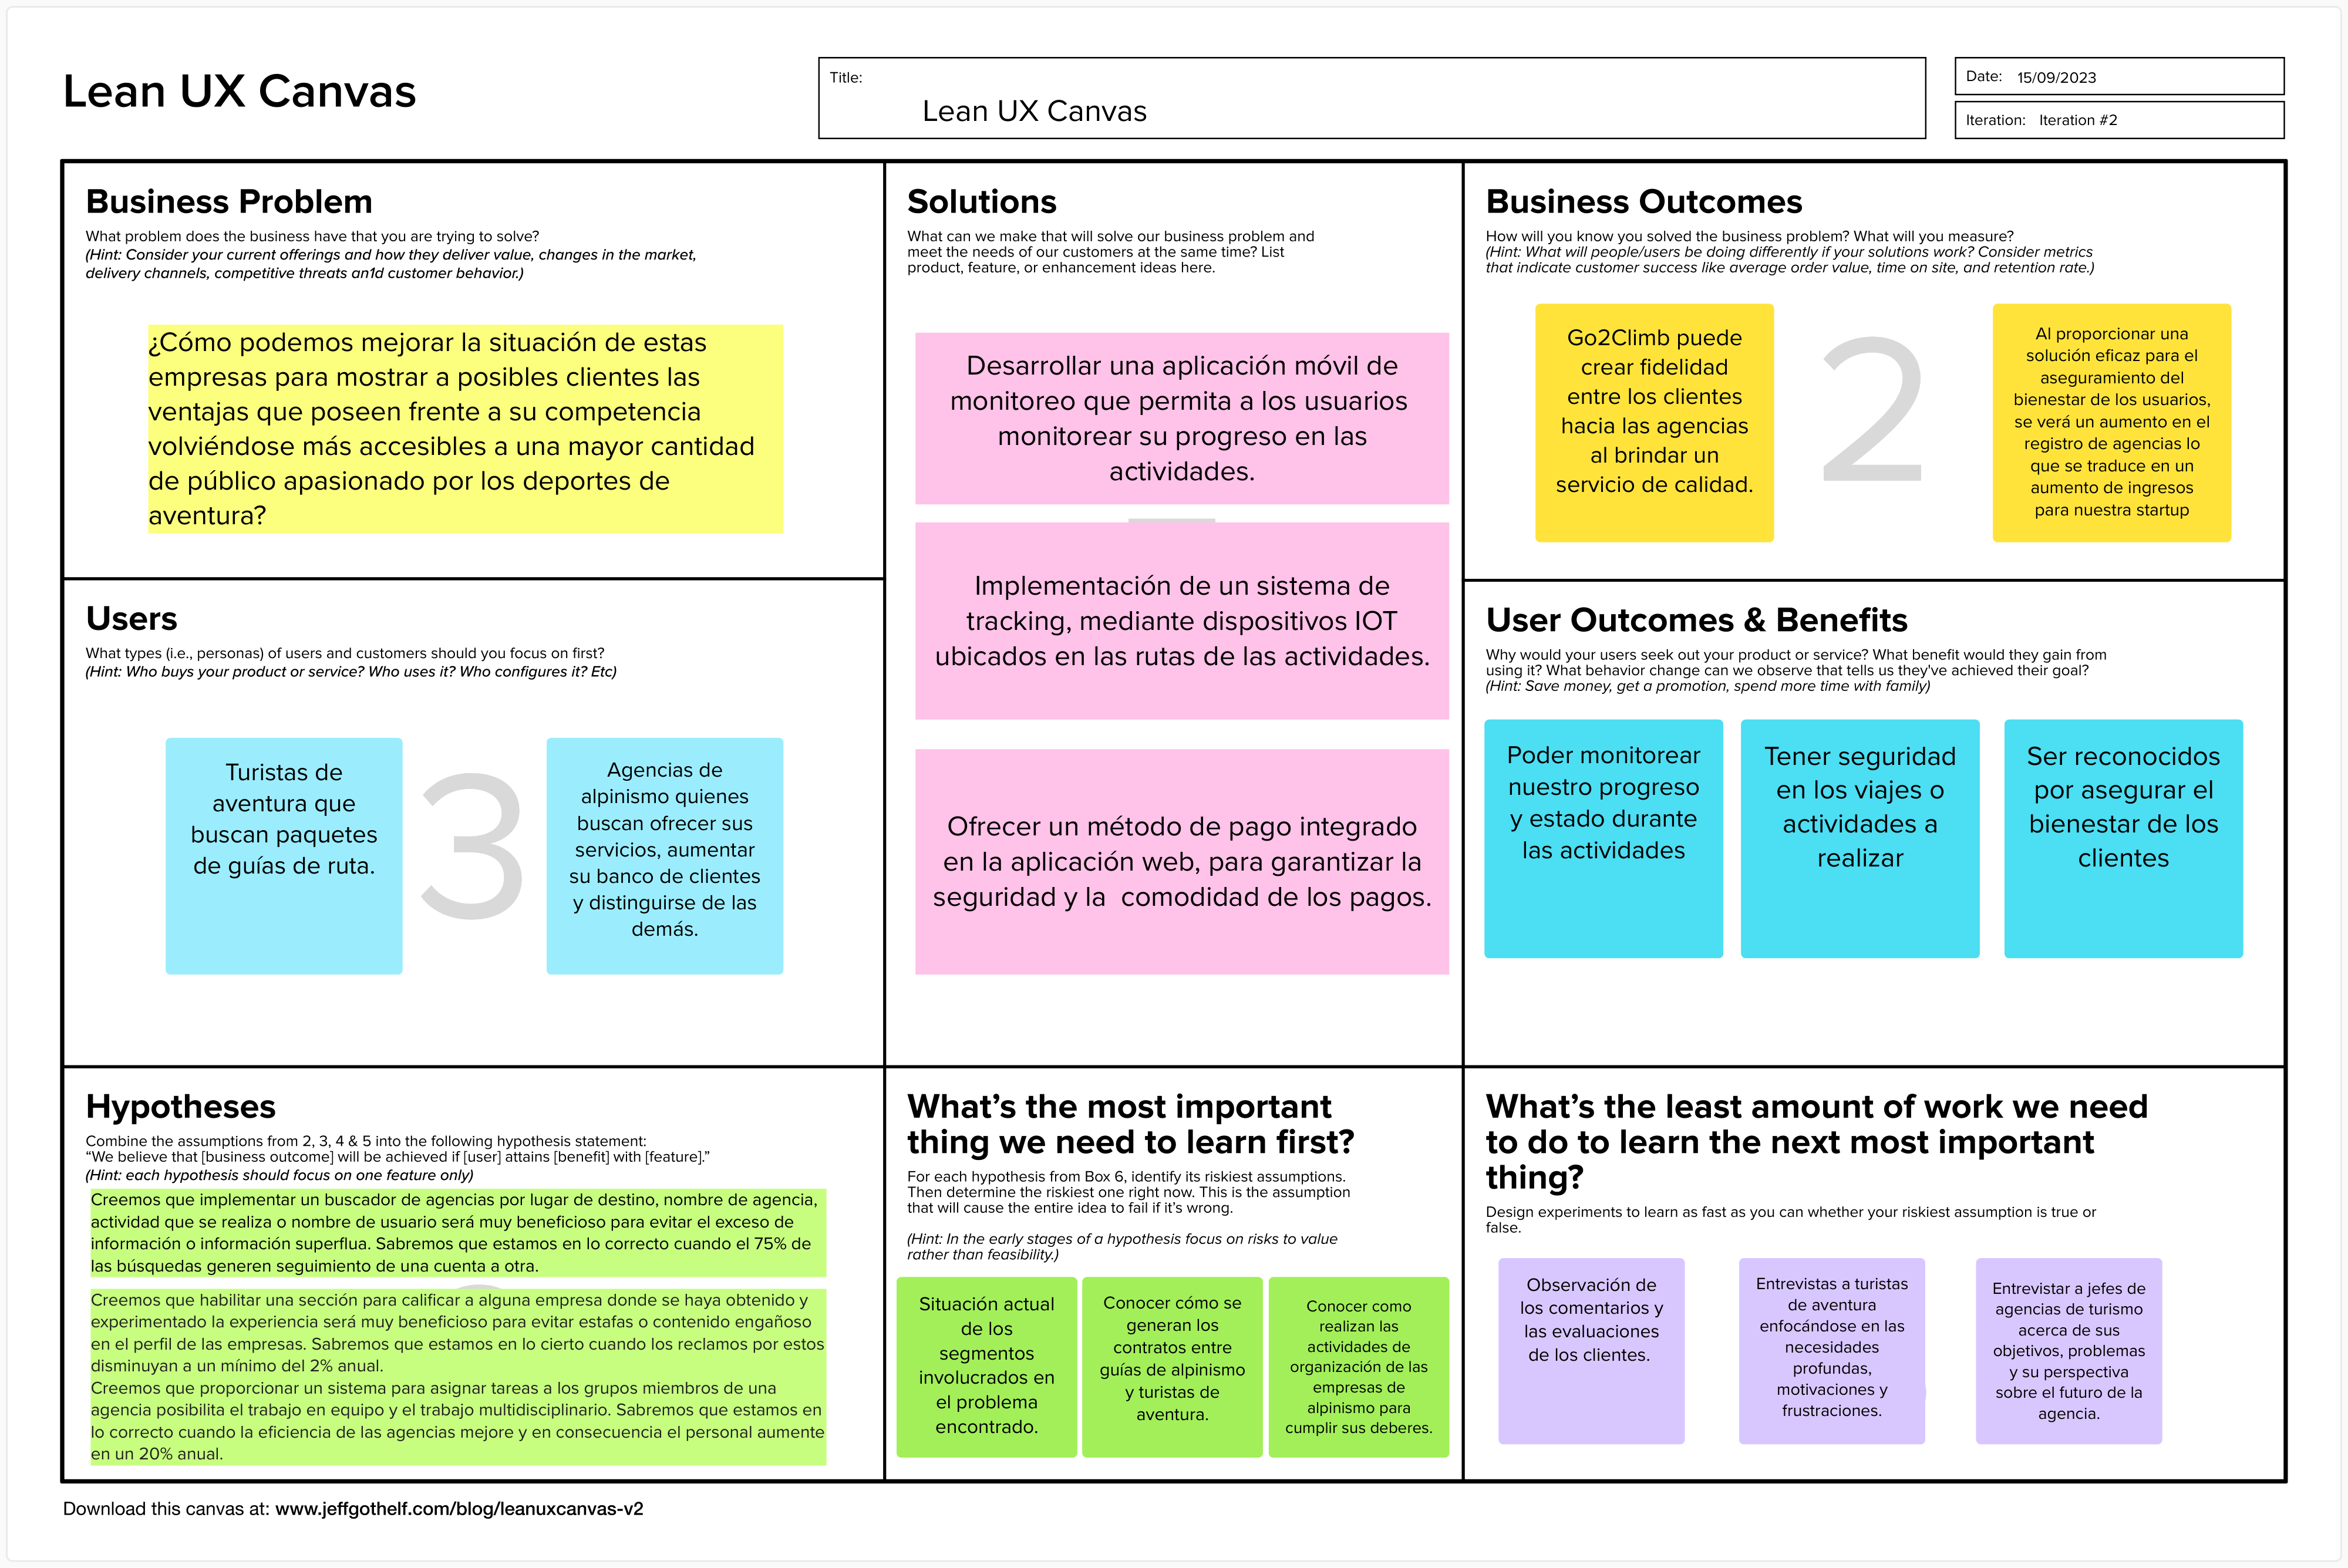 Lean UX Canvas
Title:
Lean UX Canvas
Date: 15/09/2023
Iteration: Iteration #2
Business Problem
What problem does the business have that you are trying to solve?
(Hint: Consider your current offerings and how they deliver value, changes in the market,
delivery channels, competitive threats an1d customer behavior.)
¿Cómo podemos mejorar la situación de estas
empresas para mostrar a posibles clientes las
ventajas que poseen frente a su competencia
volviéndose más accesibles a una mayor cantidad
de público apasionado por los deportes de
aventura?
Solutions
What can we make that will solve our business problem and
meet the needs of our customers at the same time? List
product, feature, or enhancement ideas here.
Desarrollar una aplicación móvil de
monitoreo que permita a los usuarios
monitorear su progreso en las
actividades.
Implementación de un sistema de
tracking, mediante dispositivos IOT
ubicados en las rutas de las actividades.
Ofrecer un método de pago integrado
en la aplicación web, para garantizar la
seguridad y la  comodidad de los pagos.
Business Outcomes
How will you know you solved the business problem? What will you measure?
(Hint: What will people/users be doing differently if your solutions work? Consider metrics
that indicate customer success like average order value, time on site, and retention rate.)
Go2Climb puede
crear fidelidad
entre los clientes
hacia las agencias
al brindar un
servicio de calidad.
2
Al proporcionar una
solución eficaz para el
aseguramiento del
bienestar de los usuarios,
se verá un aumento en el
registro de agencias lo
que se traduce en un
aumento de ingresos
para nuestra startup
Users
What types (i.e., personas) of users and customers should you focus on first?
(Hint: Who buys your product or service? Who uses it? Who configures it? Etc)
Turistas de
aventura que
buscan paquetes
de guías de ruta.
3
Agencias de
alpinismo quienes
buscan ofrecer sus
servicios, aumentar
su banco de clientes
y distinguirse de las
demás.
User Outcomes & Benefits
Why would your users seek out your product or service? What benefit would they gain from
using it? What behavior change can we observe that tells us they've achieved their goal?
(Hint: Save money, get a promotion, spend more time with family)
Poder monitorear
nuestro progreso
y estado durante
las actividades
Tener seguridad
en los viajes o
actividades a
realizar
Ser reconocidos
por asegurar el
bienestar de los
clientes
Hypotheses
Combine the assumptions from 2, 3, 4 & 5 into the following hypothesis statement:
“We believe that [business outcome] will be achieved if [user] attains [benefit] with [feature].”
(Hint: each hypothesis should focus on one feature only)
Creemos que implementar un buscador de agencias por lugar de destino, nombre de agencia,
actividad que se realiza o nombre de usuario será muy beneficioso para evitar el exceso de
información o información superflua. Sabremos que estamos en lo correcto cuando el 75% de
las búsquedas generen seguimiento de una cuenta a otra.
Creemos que habilitar una sección para calificar a alguna empresa donde se haya obtenido y
experimentado la experiencia será muy beneficioso para evitar estafas o contenido engañoso
en el perfil de las empresas. Sabremos que estamos en lo cierto cuando los reclamos por estos
disminuyan a un mínimo del 2% anual.
Creemos que proporcionar un sistema para asignar tareas a los grupos miembros de una
agencia posibilita el trabajo en equipo y el trabajo multidisciplinario. Sabremos que estamos en
lo correcto cuando la eficiencia de las agencias mejore y en consecuencia el personal aumente
en un 20% anual.
What’s the most important
thing we need to learn first?
For each hypothesis from Box 6, identify its riskiest assumptions.
Then determine the riskiest one right now. This is the assumption
that will cause the entire idea to fail if it’s wrong.
(Hint: In the early stages of a hypothesis focus on risks to value
rather than feasibility.)
Situación actual
de los
segmentos
involucrados en
el problema
encontrado.
Conocer cómo se
generan los
contratos entre
guías de alpinismo
y turistas de
aventura.
Conocer como
realizan las
actividades de
organización de las
empresas de
alpinismo para
cumplir sus deberes.
What’s the least amount of work we need
to do to learn the next most important
thing?
Design experiments to learn as fast as you can whether your riskiest assumption is true or
false.
Observación de
los comentarios y
las evaluaciones
de los clientes.
Entrevistas a turistas
de aventura
enfocándose en las
necesidades
profundas,
motivaciones y
frustraciones.
Entrevistar a jefes de
agencias de turismo
acerca de sus
objetivos, problemas
y su perspectiva
sobre el futuro de la
agencia.
Download this canvas at: www.jeffgothelf.com/blog/leanuxcanvas-v2